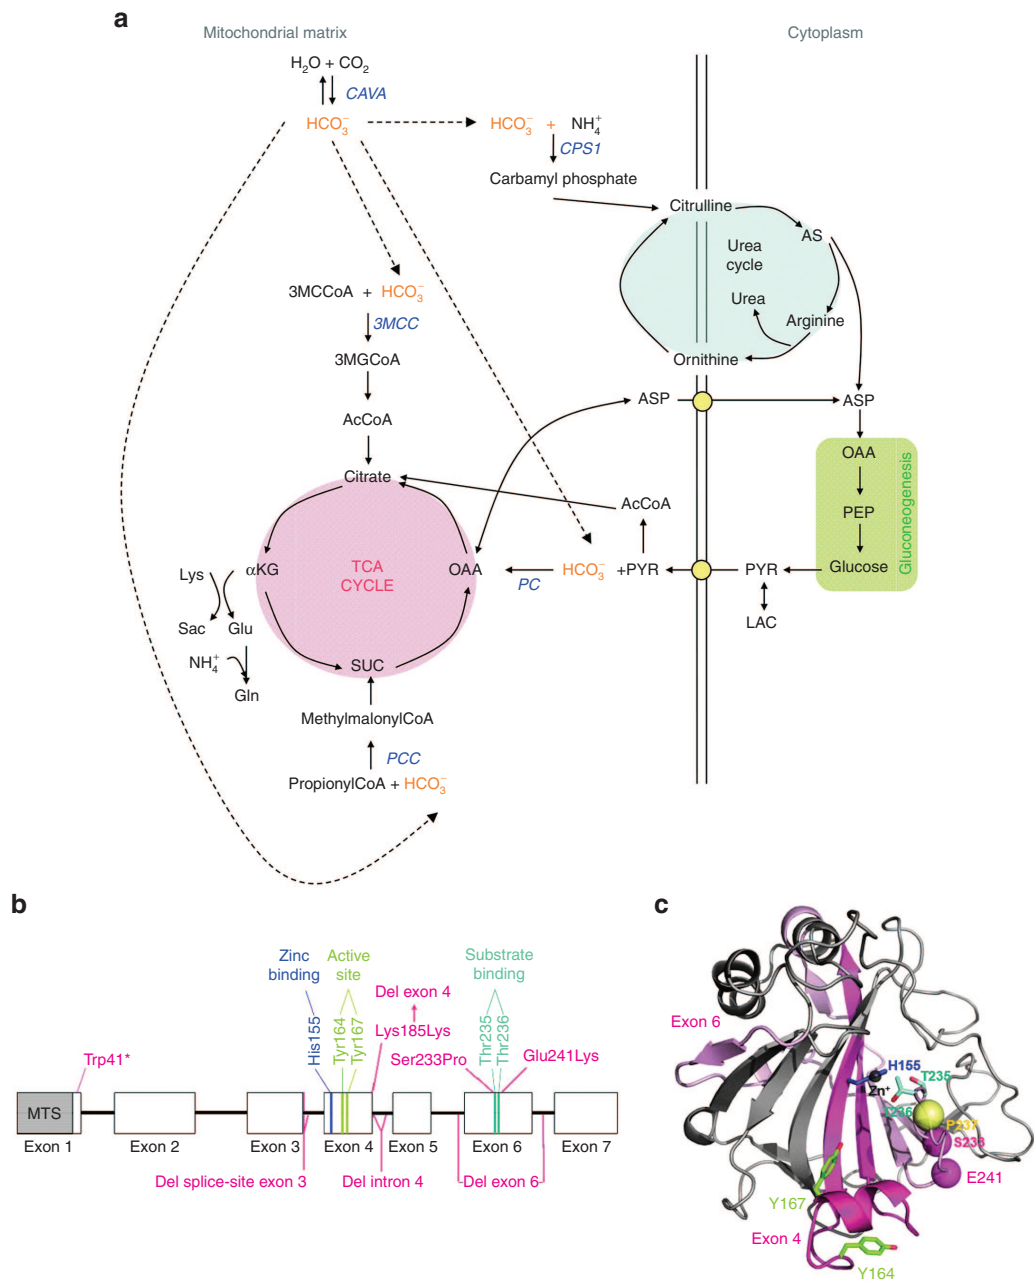 a
Mitochondrial matrix
Cytoplasm
H₂O + CO₂
CAVA
HCO₃⁻
HCO₃⁻ + NH₄⁺
CPS1
Carbamyl phosphate
Citrulline
AS
Urea
cycle
Urea
Arginine
Ornithine
3MCCoA + HCO₃⁻
3MCC
3MGCoA
AcCoA
Citrate
ASP
ASP
OAA
PEP
Glucose
Gluconeogenesis
AcCoA
TCA
CYCLE
αKG
OAA
PC
HCO₃⁻ +PYR
PYR
LAC
Lys
Sac
Glu
NH₄⁺
Gln
SUC
MethylmalonylCoA
PCC
PropionylCoA + HCO₃⁻
b
Zinc
binding
Active
site
Substrate
binding
Del exon 4
Lys185Lys
His155
Tyr164
Tyr167
Thr235
Thr236
Trp41*
Ser233Pro
Glu241Lys
MTS
Exon 1
Exon 2
Exon 3
Exon 4
Exon 5
Exon 6
Exon 7
Del splice-site exon 3
Del intron 4
Del exon 6
c
Exon 6
H155
Zn⁺
T235
T236
P237
S233
E241
Y167
Exon 4
Y164